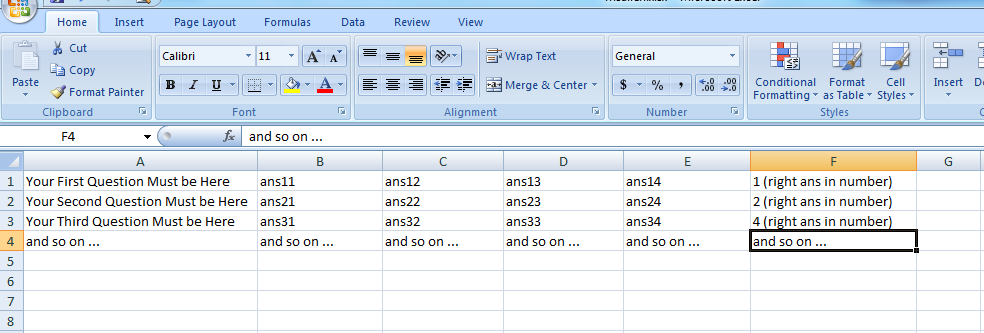 Home Insert Page Layout Formulas Data Review View
Cut
Copy
Format Painter
Paste
Calibri 11 A A
B I U A
Wrap Text
Merge & Center
General
$ % , .0 .00 .00 .0
Conditional Formatting
Format as Table
Cell Styles
Insert
Clipboard Font Alignment Number Styles
F4 fx and so on ...
A B C D E F G
1 Your First Question Must be Here ans11 ans12 ans13 ans14 1 (right ans in number)
2 Your Second Question Must be Here ans21 ans22 ans23 ans24 2 (right ans in number)
3 Your Third Question Must be Here ans31 ans32 ans33 ans34 4 (right ans in number)
4 and so on ... and so on ... and so on ... and so on ... and so on ... and so on ...
5
6
7
8